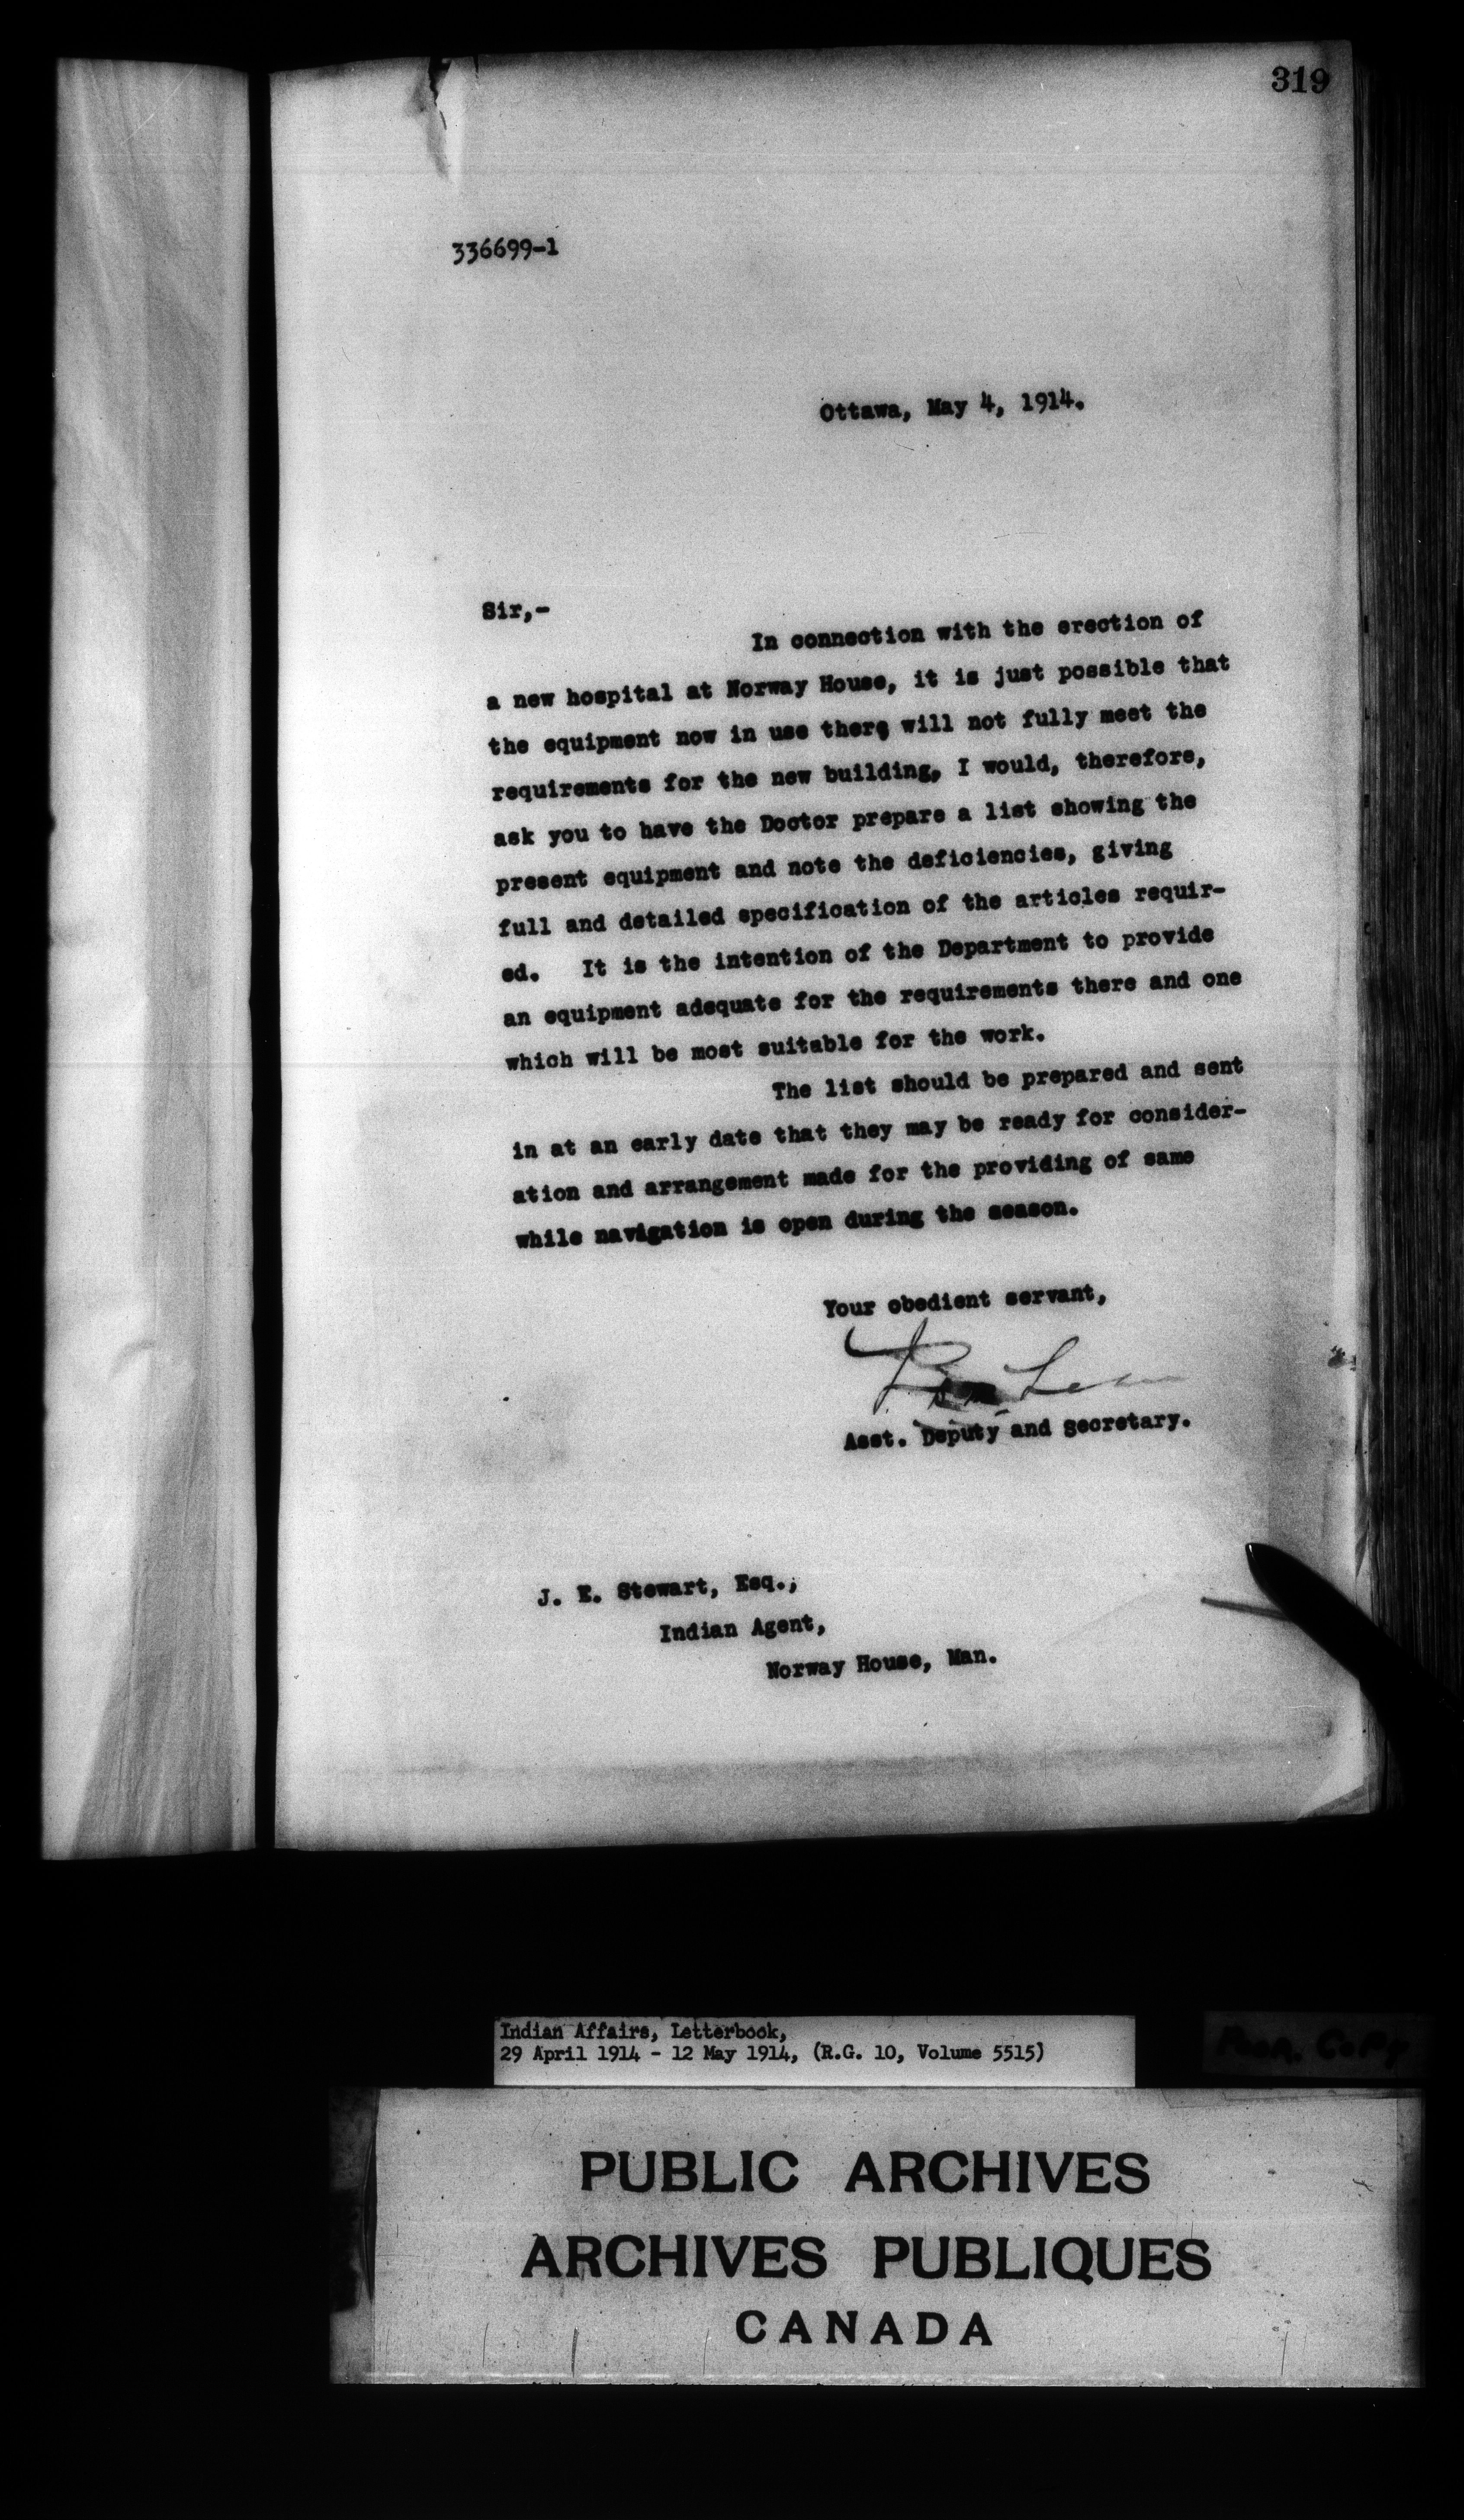 319
336699-1
Ottawa, May 4, 1914.
Sir,-
In connection with the erection of
a new hospital at Norway House, it is just possible that
the equipment now in use there will not fully meet the
requirements for the new building, I would, therefore,
ask you to have the Doctor prepare a list showing the
present equipment and note the deficiencies, giving
full and detailed specification of the articles requir-
ed. It is the intention of the Department to provide
an equipment adequate for the requirements there and one
which will be most suitable for the work.
The list should be prepared and sent
in at an early date that they may be ready for consider-
ation and arrangement made for the providing of same
while navigation is open during the season.
Your obedient servant,
Asst. Deputy and Secretary.
J. E. Stewart, Esq.,
Indian Agent,
Norway House, Man.
Indian Affairs, Letterbook,
29 April 1914 - 12 May 1914, (R.G. 10, Volume 5515)
Poor Copy
PUBLIC ARCHIVES
ARCHIVES PUBLIQUES
CANADA